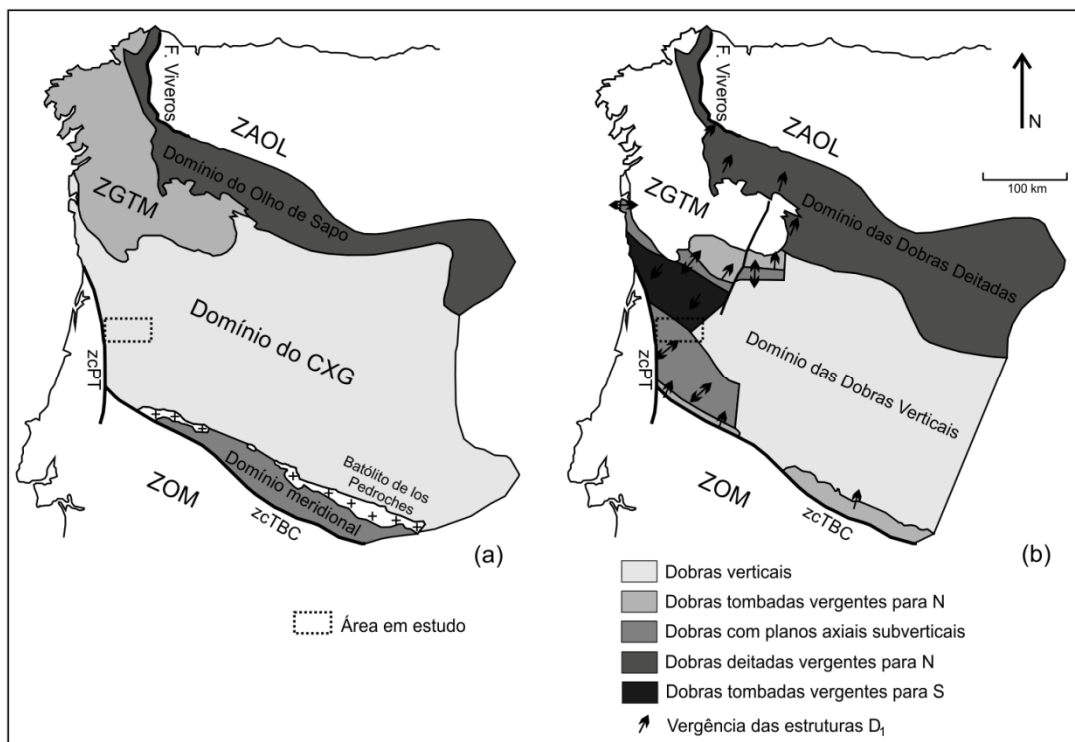 F. Viveros
ZAOL
Domínio do Olho de Sapo
ZGTM
Domínio do CXG
zcPT
Batólito de los
Pedroches
Domínio meridional
ZOM
zcTBC
(a)
Área em estudo
F. Viveros
ZAOL
N
100 km
ZGTM
Domínio das Dobras Deitadas
Domínio das Dobras Verticais
zcPT
ZOM
zcTBC
(b)
Dobras verticais
Dobras tombadas vergentes para N
Dobras com planos axiais subverticais
Dobras deitadas vergentes para N
Dobras tombadas vergentes para S
Vergência das estruturas D₁